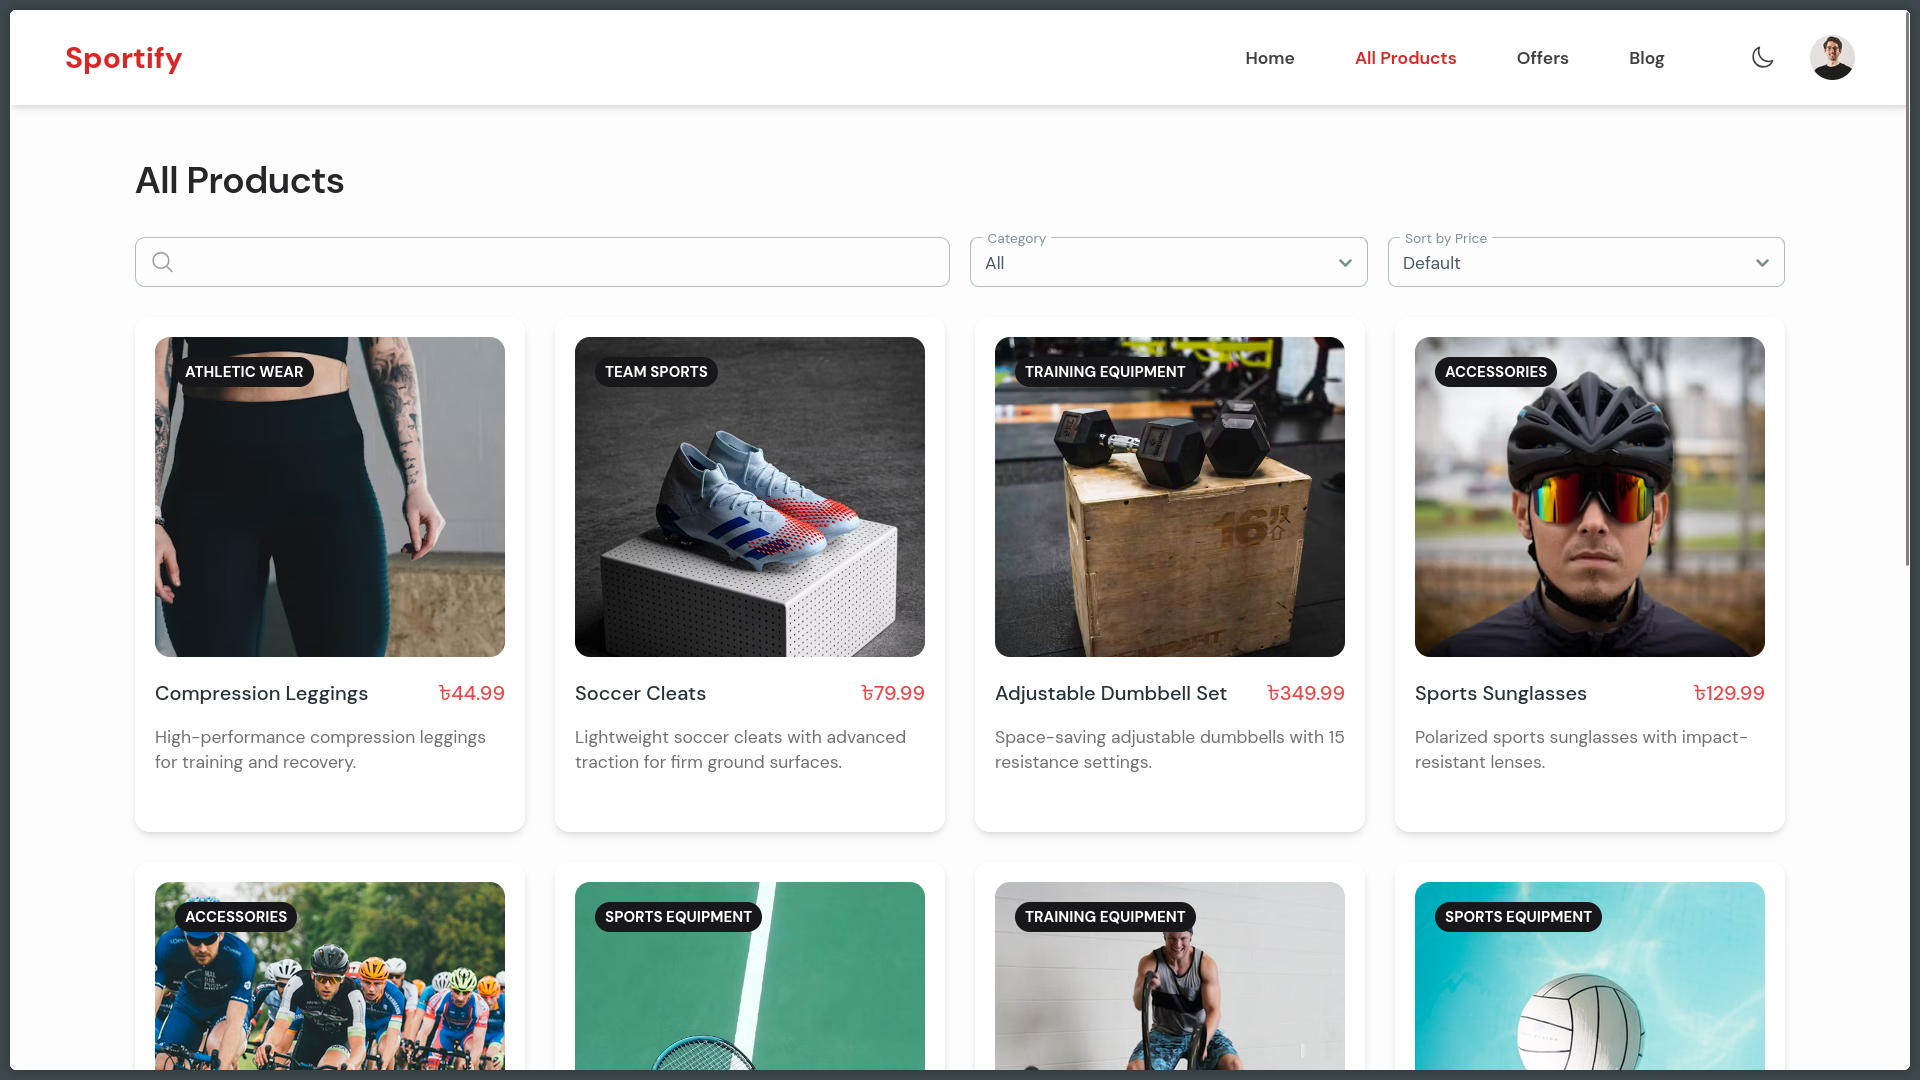 Sportify
Home
All Products
Offers
Blog
All Products
Category
All
Sort by Price
Default
ATHLETIC WEAR
TEAM SPORTS
TRAINING EQUIPMENT
ACCESSORIES
16
Compression Leggings
৳44.99
Soccer Cleats
৳79.99
Adjustable Dumbbell Set
৳349.99
Sports Sunglasses
৳129.99
High-performance compression leggings
for training and recovery.
Lightweight soccer cleats with advanced
traction for firm ground surfaces.
Space-saving adjustable dumbbells with 15
resistance settings.
Polarized sports sunglasses with impact-
resistant lenses.
ACCESSORIES
SPORTS EQUIPMENT
TRAINING EQUIPMENT
SPORTS EQUIPMENT